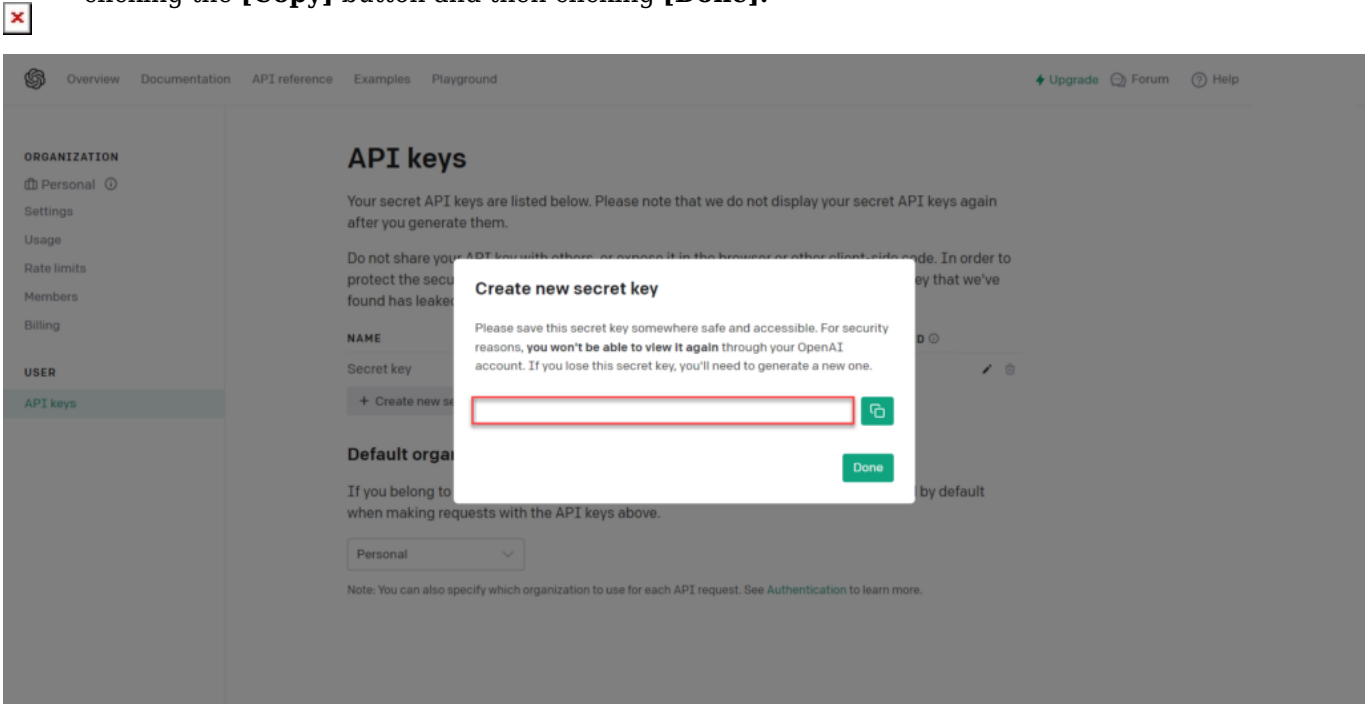 clicking the [Copy] button and then clicking [Done].
Overview Documentation API reference Examples Playground Upgrade Forum Help
ORGANIZATION
Personal
Settings
Usage
Rate limits
Members
Billing
USER
API keys
API keys
Your secret API keys are listed below. Please note that we do not display your secret API keys again
after you generate them.
Do not share your API key with others, or expose it in the browser or other client-side code. In order to
protect the secu ey that we've
found has leaked
NAME D
Secret key
+ Create new se
Create new secret key
Please save this secret key somewhere safe and accessible. For security
reasons, you won't be able to view it again through your OpenAI
account. If you lose this secret key, you'll need to generate a new one.
Done
Default organ
If you belong to by default
when making requests with the API keys above.
Personal
Note: You can also specify which organization to use for each API request. See Authentication to learn more.